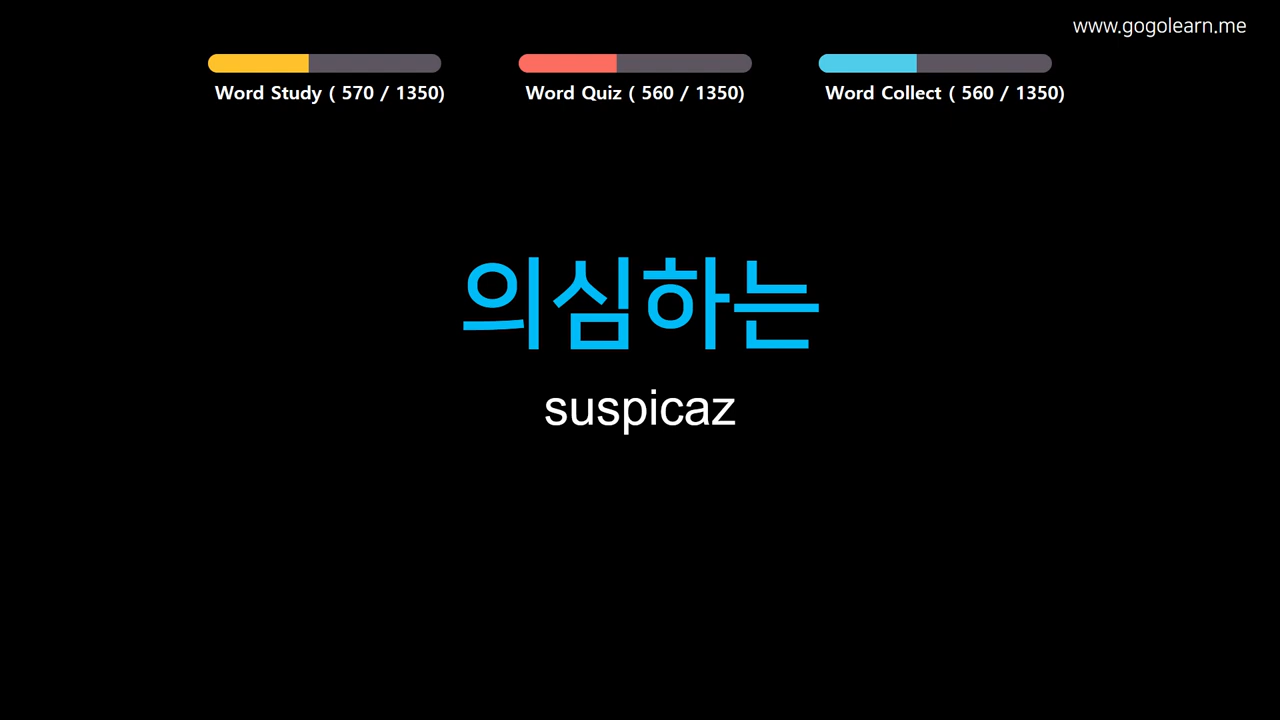 www.gogolearn.me
Word Study ( 570 / 1350)
Word Quiz ( 560 / 1350)
Word Collect ( 560 / 1350)
의심하는
suspicaz